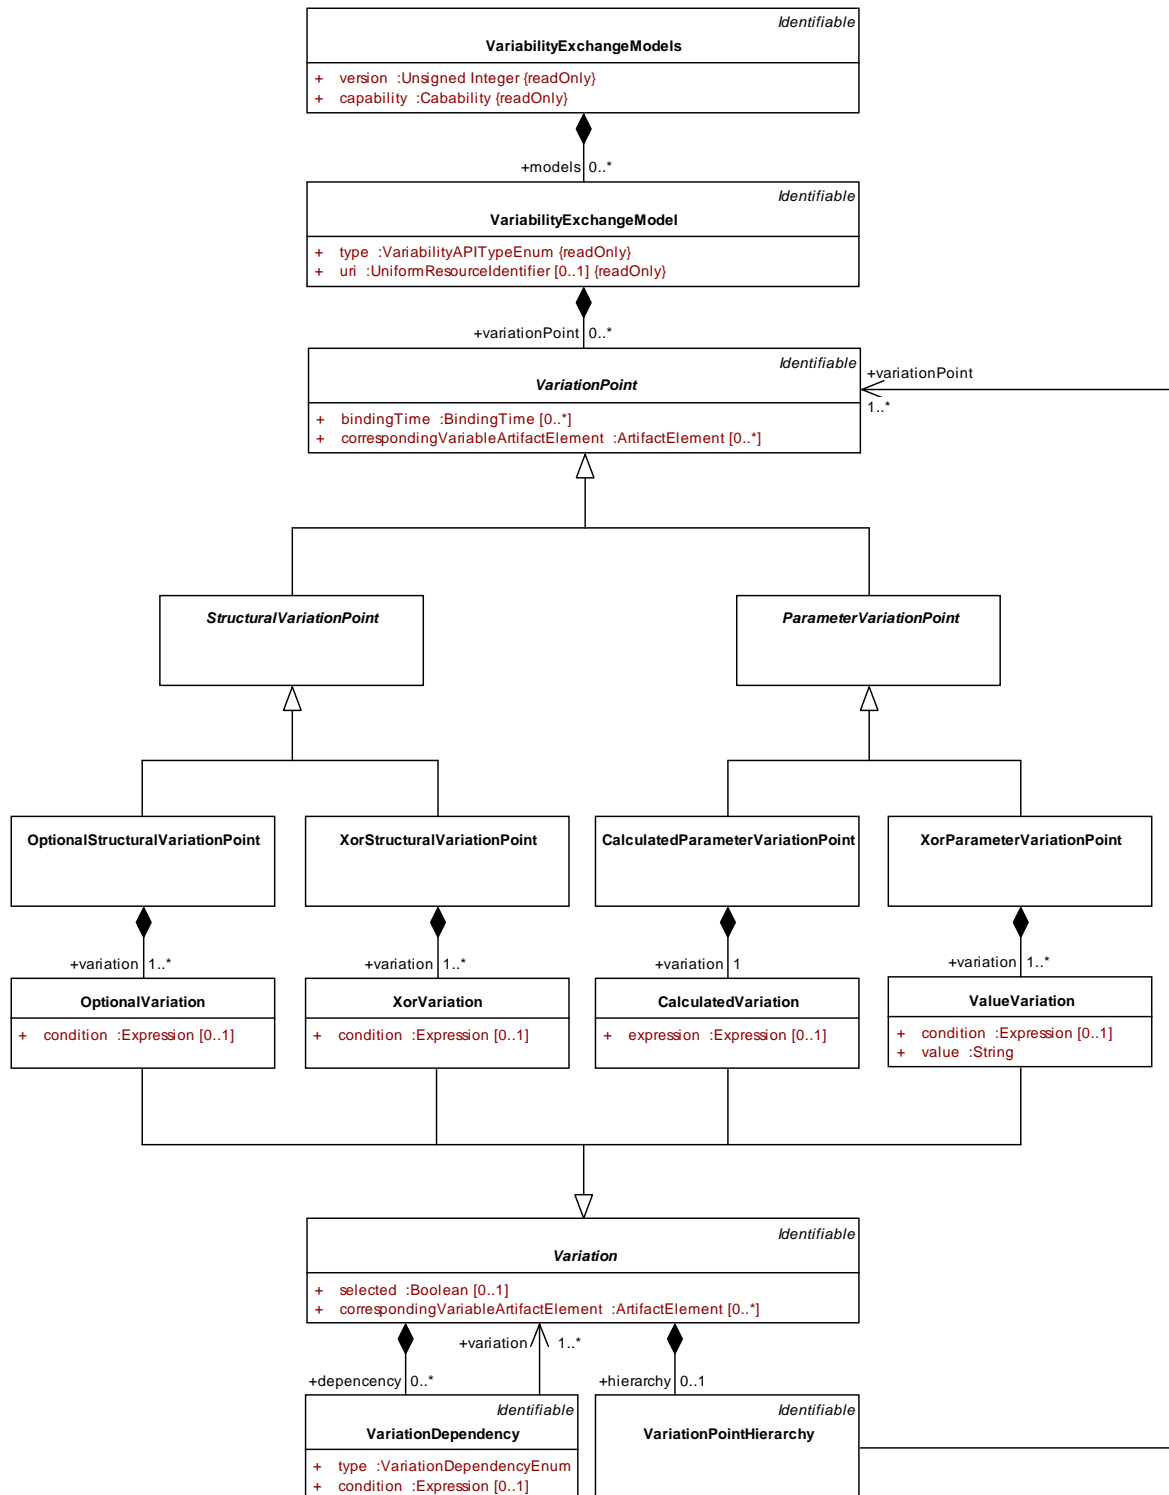 Identifiable
VariabilityExchangeModels
+ version :Unsigned Integer {readOnly}
+ capability :Cabability {readOnly}
+models 0..*
Identifiable
VariabilityExchangeModel
+ type :VariabilityAPITypeEnum {readOnly}
+ uri :UniformResourceIdentifier [0..1] {readOnly}
+variationPoint 0..*
Identifiable
VariationPoint
+ bindingTime :BindingTime [0..*]
+ correspondingVariableArtifactElement :ArtifactElement [0..*]
+variationPoint
1..*
StructuralVariationPoint
ParameterVariationPoint
OptionalStructuralVariationPoint
XorStructuralVariationPoint
CalculatedParameterVariationPoint
XorParameterVariationPoint
+variation 1..*
+variation 1..*
+variation 1
+variation 1..*
OptionalVariation
+ condition :Expression [0..1]
XorVariation
+ condition :Expression [0..1]
CalculatedVariation
+ expression :Expression [0..1]
ValueVariation
+ condition :Expression [0..1]
+ value :String
Identifiable
Variation
+ selected :Boolean [0..1]
+ correspondingVariableArtifactElement :ArtifactElement [0..*]
+variation 1..*
+depencency 0..*
+hierarchy 0..1
Identifiable
VariationDependency
+ type :VariationDependencyEnum
+ condition :Expression [0..1]
Identifiable
VariationPointHierarchy